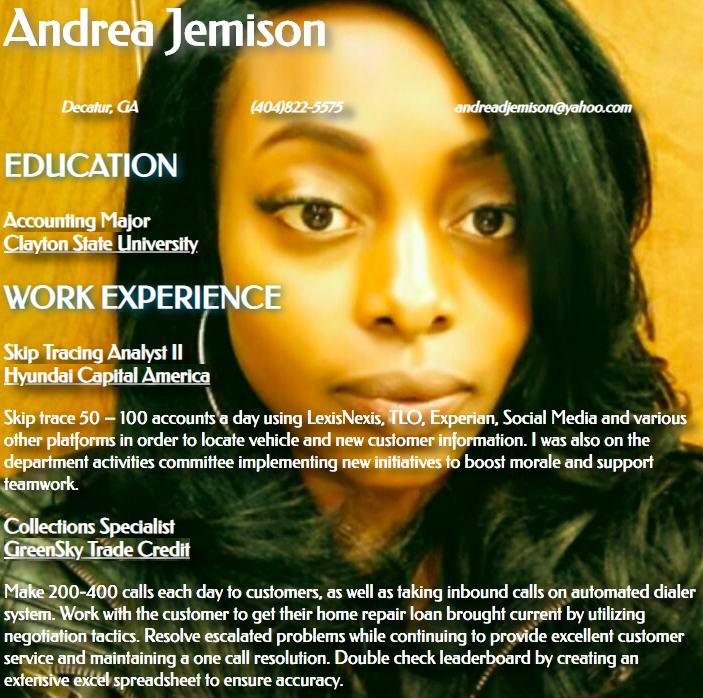 Andrea Jemison
Decatur, GA (404)822-5575 andreadjemison@yahoo.com
EDUCATION
Accounting Major
Clayton State University
WORK EXPERIENCE
Skip Tracing Analyst II
Hyundai Capital America
Skip trace 50 – 100 accounts a day using LexisNexis, TLO, Experian, Social Media and various
other platforms in order to locate vehicle and new customer information. I was also on the
department activities committee implementing new initiatives to boost morale and support
teamwork.
Collections Specialist
GreenSky Trade Credit
Make 200-400 calls each day to customers, as well as taking inbound calls on automated dialer
system. Work with the customer to get their home repair loan brought current by utilizing
negotiation tactics. Resolve escalated problems while continuing to provide excellent customer
service and maintaining a one call resolution. Double check leaderboard by creating an
extensive excel spreadsheet to ensure accuracy.